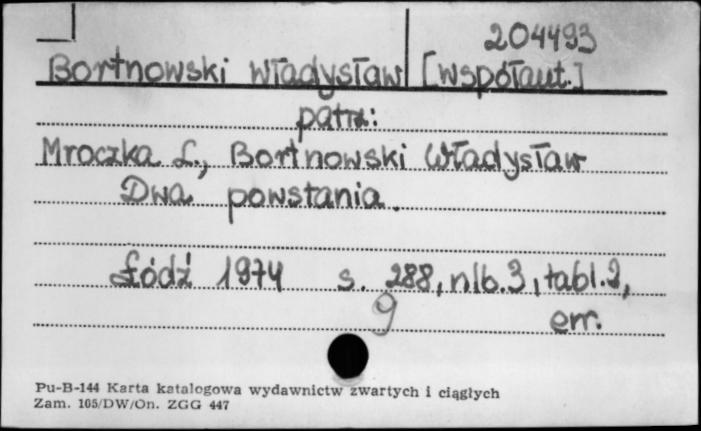 204493
Bortnowski Władysław [współaut.]
patrz:
Mroczka L., Bortnowski Władysław
Dwa powstania.
Łódź 1974 s. 288, nlb. 3, tabl. 2,
9 err.
Pu-B-144 Karta katalogowa wydawnictw zwartych i ciągłych
Zam. 105/DW/On. ZGG 447